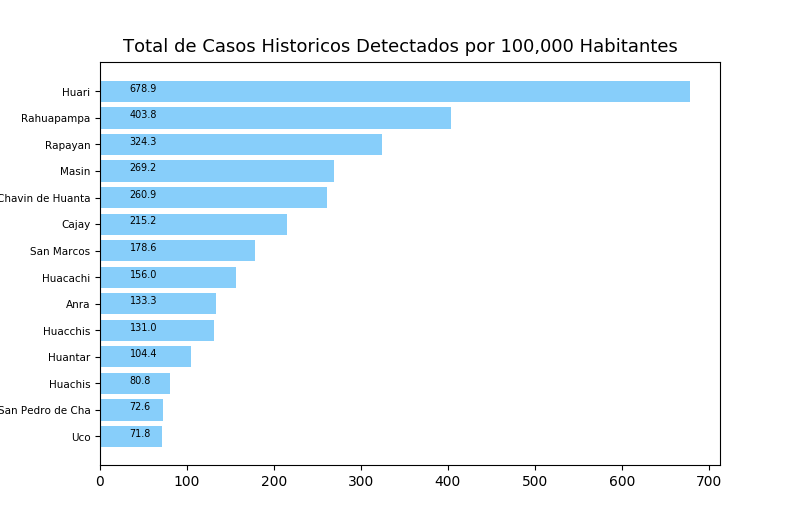 Total de Casos Historicos Detectados por 100,000 Habitantes
Huari 678.9
Rahuapampa 403.8
Rapayan 324.3
Masin 269.2
Chavin de Huanta 260.9
Cajay 215.2
San Marcos 178.6
Huacachi 156.0
Anra 133.3
Huacchis 131.0
Huantar 104.4
Huachis 80.8
San Pedro de Cha 72.6
Uco 71.8
0 100 200 300 400 500 600 700